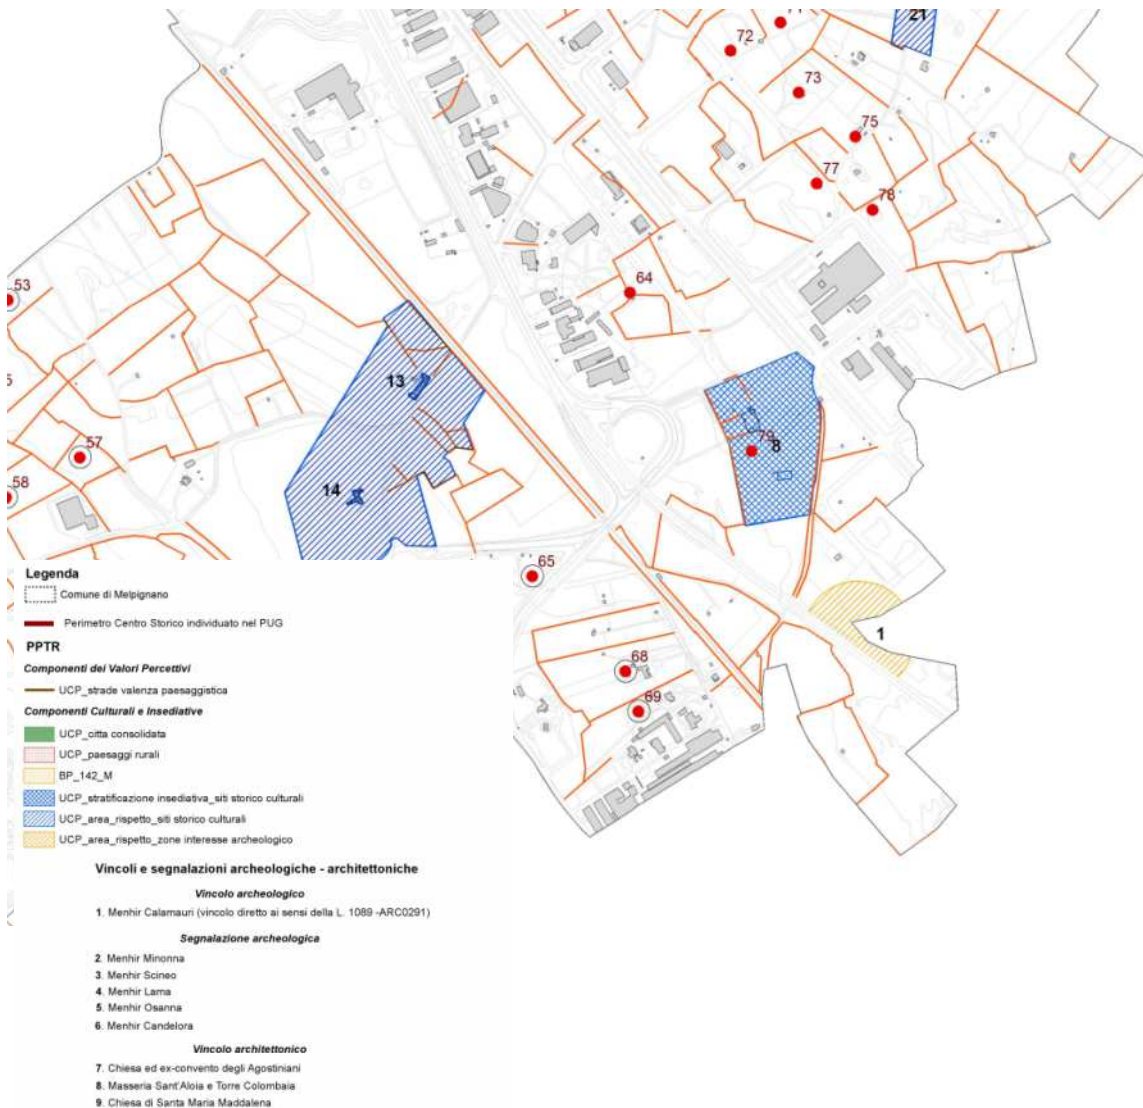 21
72
73
75
77
78
53
64
13
57
79
8
58
14
65
1
68
69
Legenda
Comune di Melpignano
Perimetro Centro Storico individuato nel PUG
PPTR
Componenti dei Valori Percettivi
UCP_strade valenza paesaggistica
Componenti Culturali e Insediative
UCP_citta consolidata
UCP_paesaggi rurali
BP_142_M
UCP_stratificazione insediativa_siti storico culturali
UCP_area_rispetto_siti storico culturali
UCP_area_rispetto_zone interesse archeologico
Vincoli e segnalazioni archeologiche - architettoniche
Vincolo archeologico
1. Menhir Calamauri (vincolo diretto ai sensi della L. 1089 -ARC0291)
Segnalazione archeologica
2. Menhir Minonna
3. Menhir Scineo
4. Menhir Lama
5. Menhir Osanna
6. Menhir Candelora
Vincolo architettonico
7. Chiesa ed ex-convento degli Agostiniani
8. Masseria Sant'Aloia e Torre Colombaia
9. Chiesa di Santa Maria Maddalena